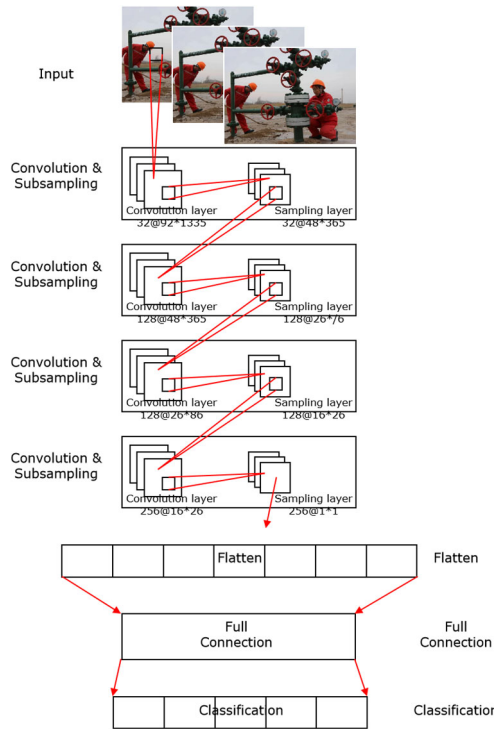 Input
Convolution &
Subsampling
Convolution layer
32@92*1335
Sampling layer
32@48*365
Convolution &
Subsampling
Convolution layer
128@48*365
Sampling layer
128@26*/6
Convolution &
Subsampling
Convolution layer
128@26*86
Sampling layer
128@16*26
Convolution &
Subsampling
Convolution layer
256@16*26
Sampling layer
256@1*1
Flatten
Flatten
Full
Connection
Full
Connection
Classification
Classification